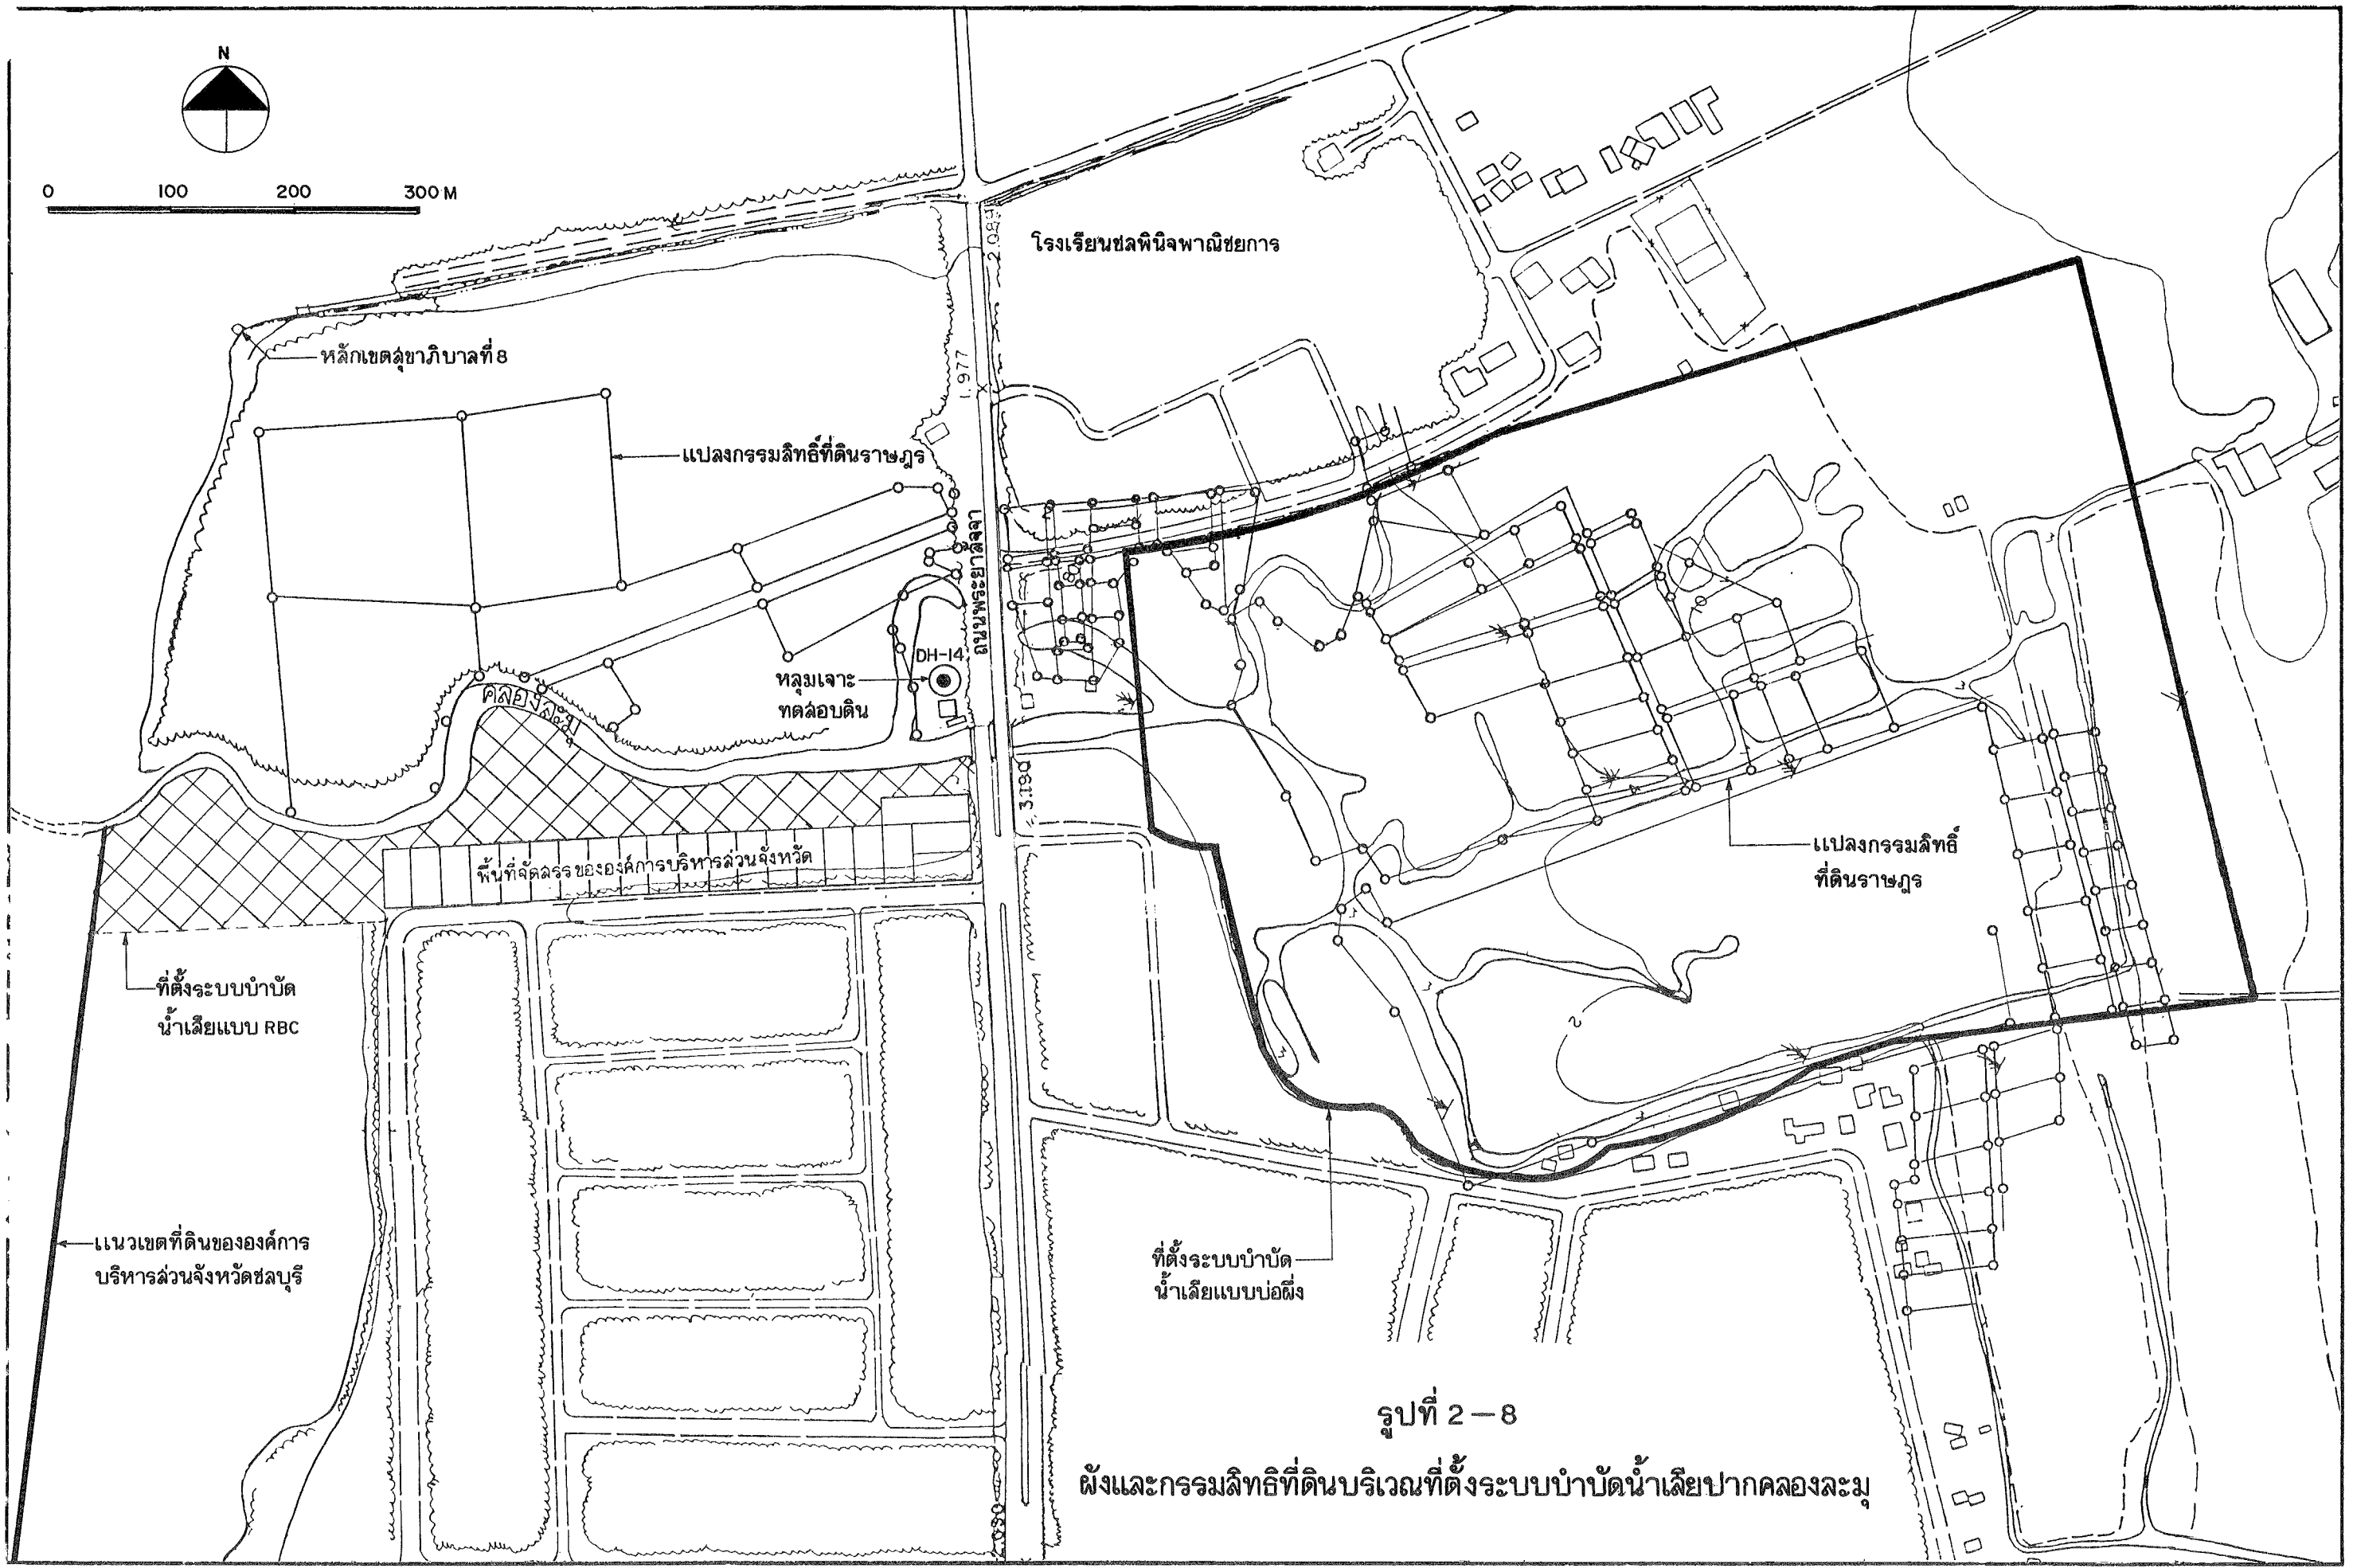 N
0 100 200 300 M
โรงเรียนชลพินิจพาณิชยการ
2.089
หลักเขตสุขาภิบาลที่ 8
1.977
แปลงกรรมสิทธิ์ที่ดินราษฎร
ถนนพระยาสัจจา
DH-14
หลุมเจาะ
ทดสอบดิน
คลองละมุ
3.190
พื้นที่จัดสรรขององค์การบริหารส่วนจังหวัด
แปลงกรรมลิทธิ์
ที่ดินราษฎร
ที่ตั้งระบบบำบัด
น้ำเสียแบบ RBC
2
แนวเขตที่ดินขององค์การ
บริหารส่วนจังหวัดชลบุรี
ที่ตั้งระบบบำบัด
น้ำเสียแบบบ่อผึ่ง
รูปที่ 2-8
ผังและกรรมสิทธิที่ดินบริเวณที่ตั้งระบบบำบัดน้ำเสียปากคลองละมุ